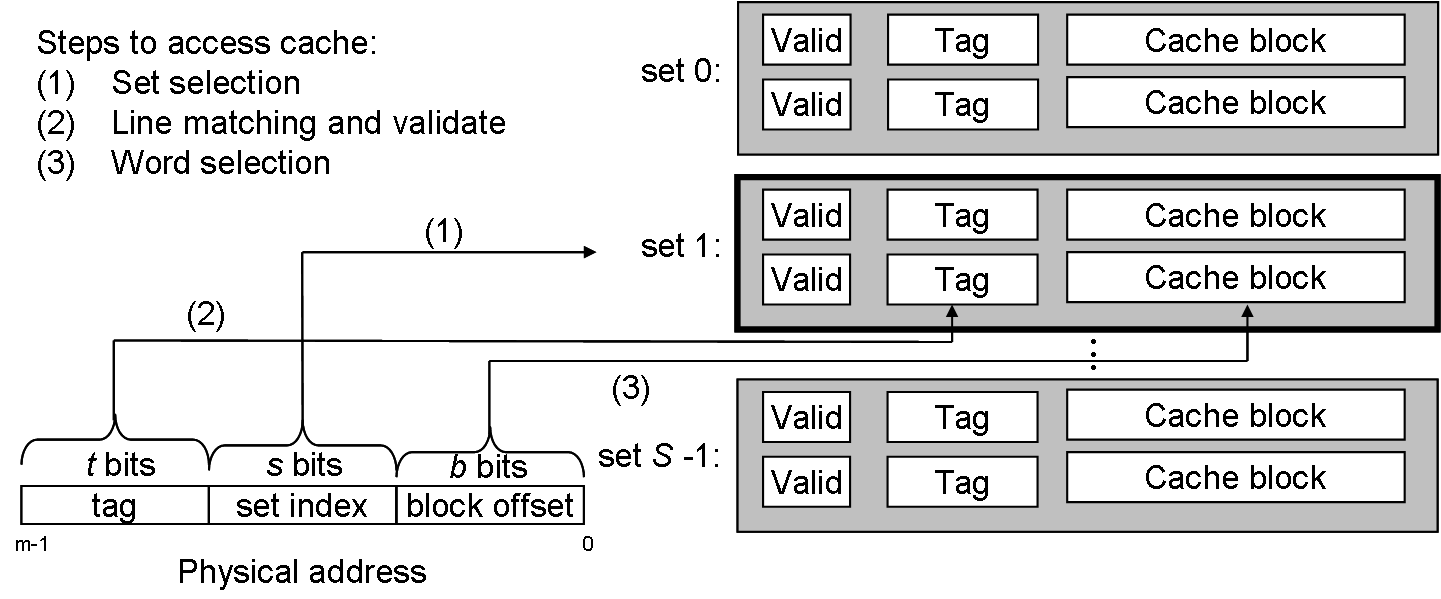 Steps to access cache:
(1) Set selection
(2) Line matching and validate
(3) Word selection
set 0:
Valid Tag Cache block
Valid Tag Cache block
set 1:
Valid Tag Cache block
Valid Tag Cache block
⋮
set S -1:
Valid Tag Cache block
Valid Tag Cache block
(1)
(2)
(3)
t bits s bits b bits
tag set index block offset
m-1 0
Physical address